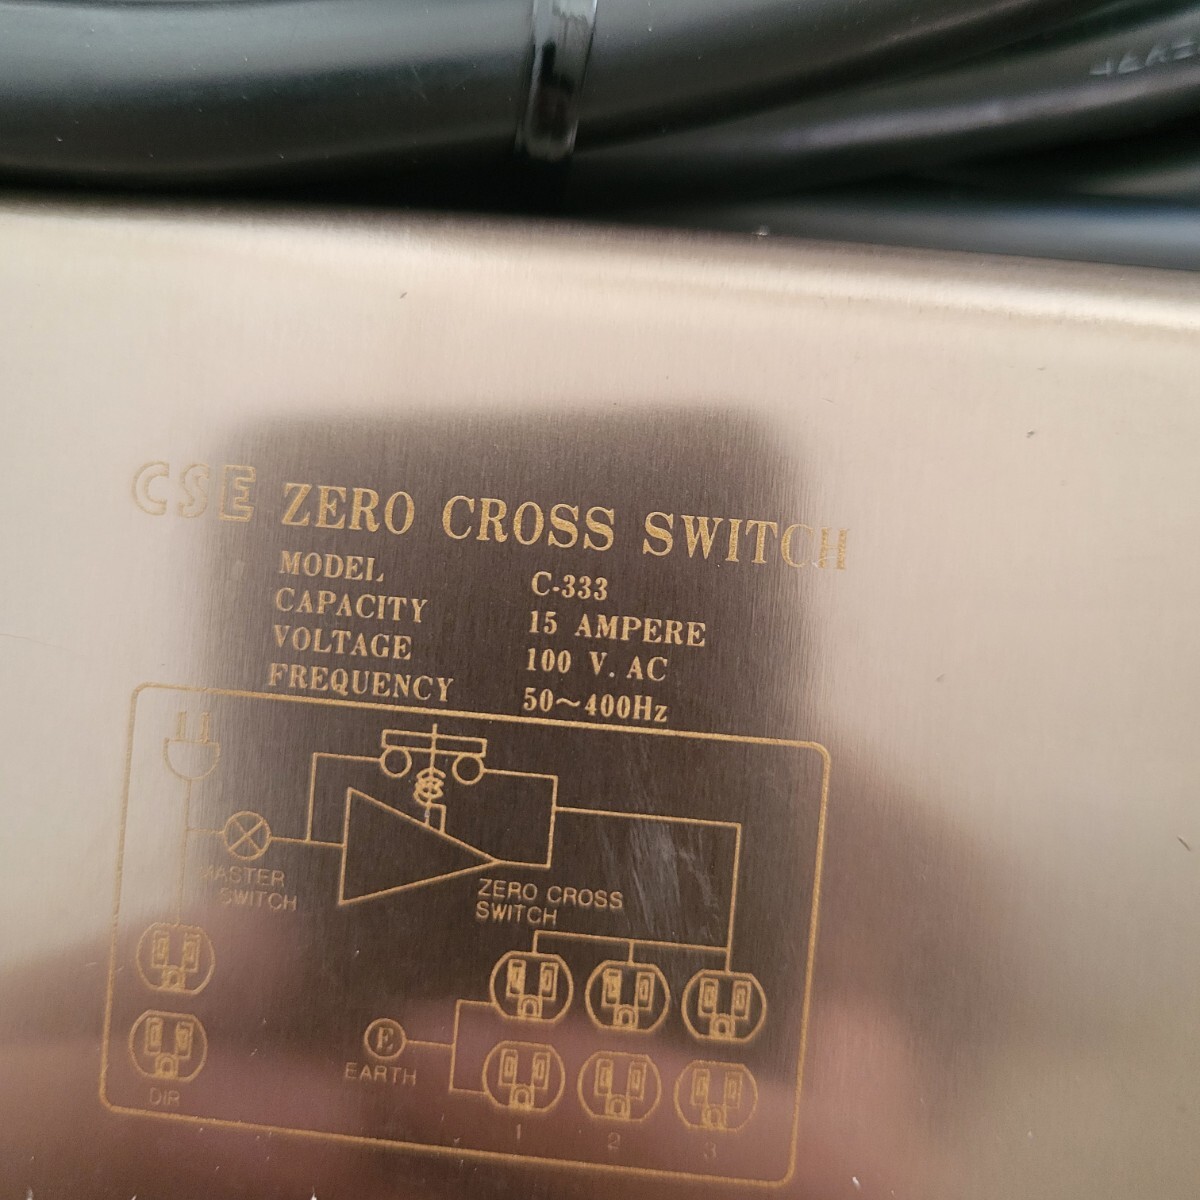 CSE ZERO CROSS SWITCH
MODEL C-333
CAPACITY 15 AMPERE
VOLTAGE 100 V. AC
FREQUENCY 50~400Hz
MASTER
SWITCH
ZERO CROSS
SWITCH
E
EARTH
DIR
1 2 3